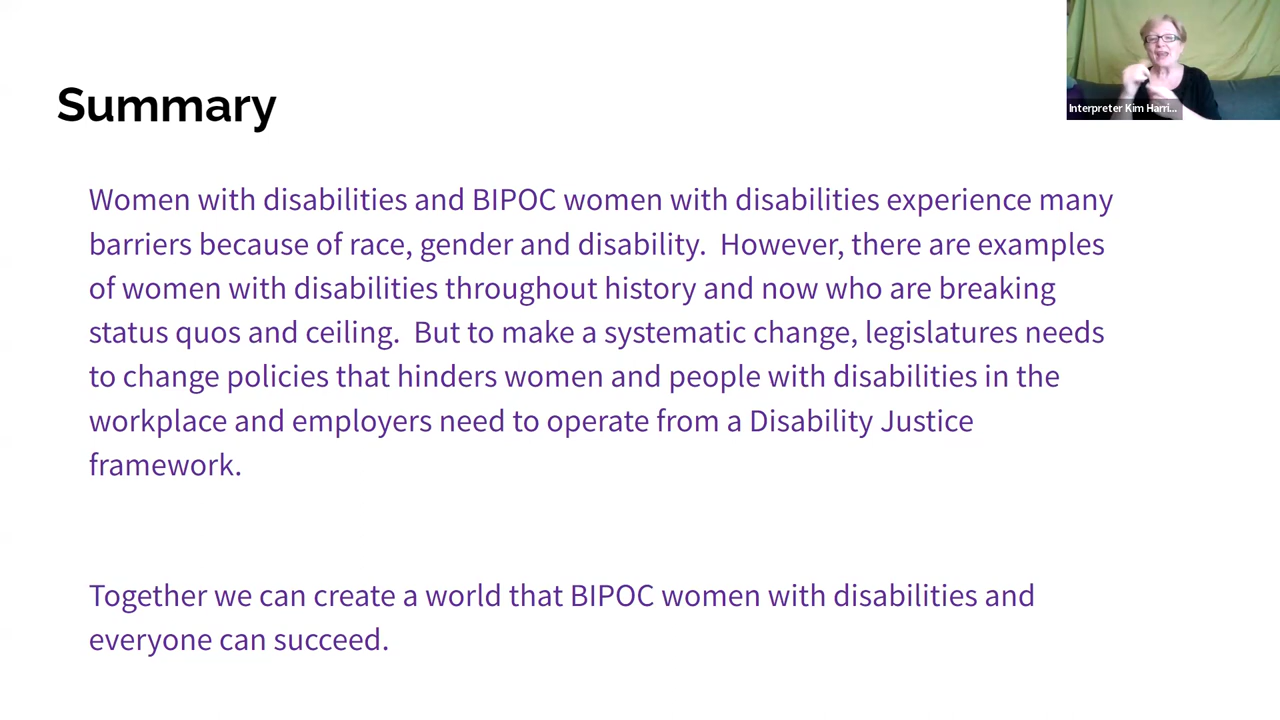 Summary
Interpreter Kim Harri...
Women with disabilities and BIPOC women with disabilities experience many
barriers because of race, gender and disability.  However, there are examples
of women with disabilities throughout history and now who are breaking
status quos and ceiling.  But to make a systematic change, legislatures needs
to change policies that hinders women and people with disabilities in the
workplace and employers need to operate from a Disability Justice
framework.
Together we can create a world that BIPOC women with disabilities and
everyone can succeed.